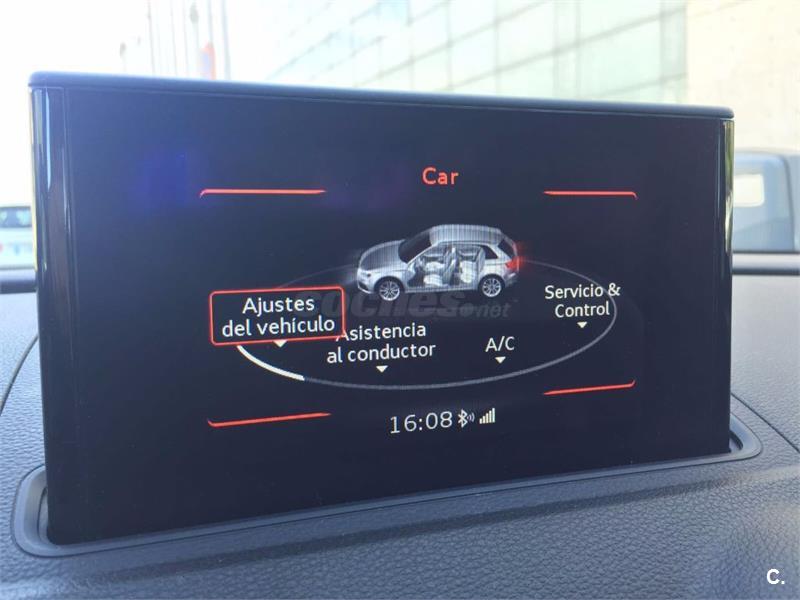 Car
Ajustes
del vehículo
Asistencia
al conductor
A/C
Servicio &
Control
coches.net
16:08
C.